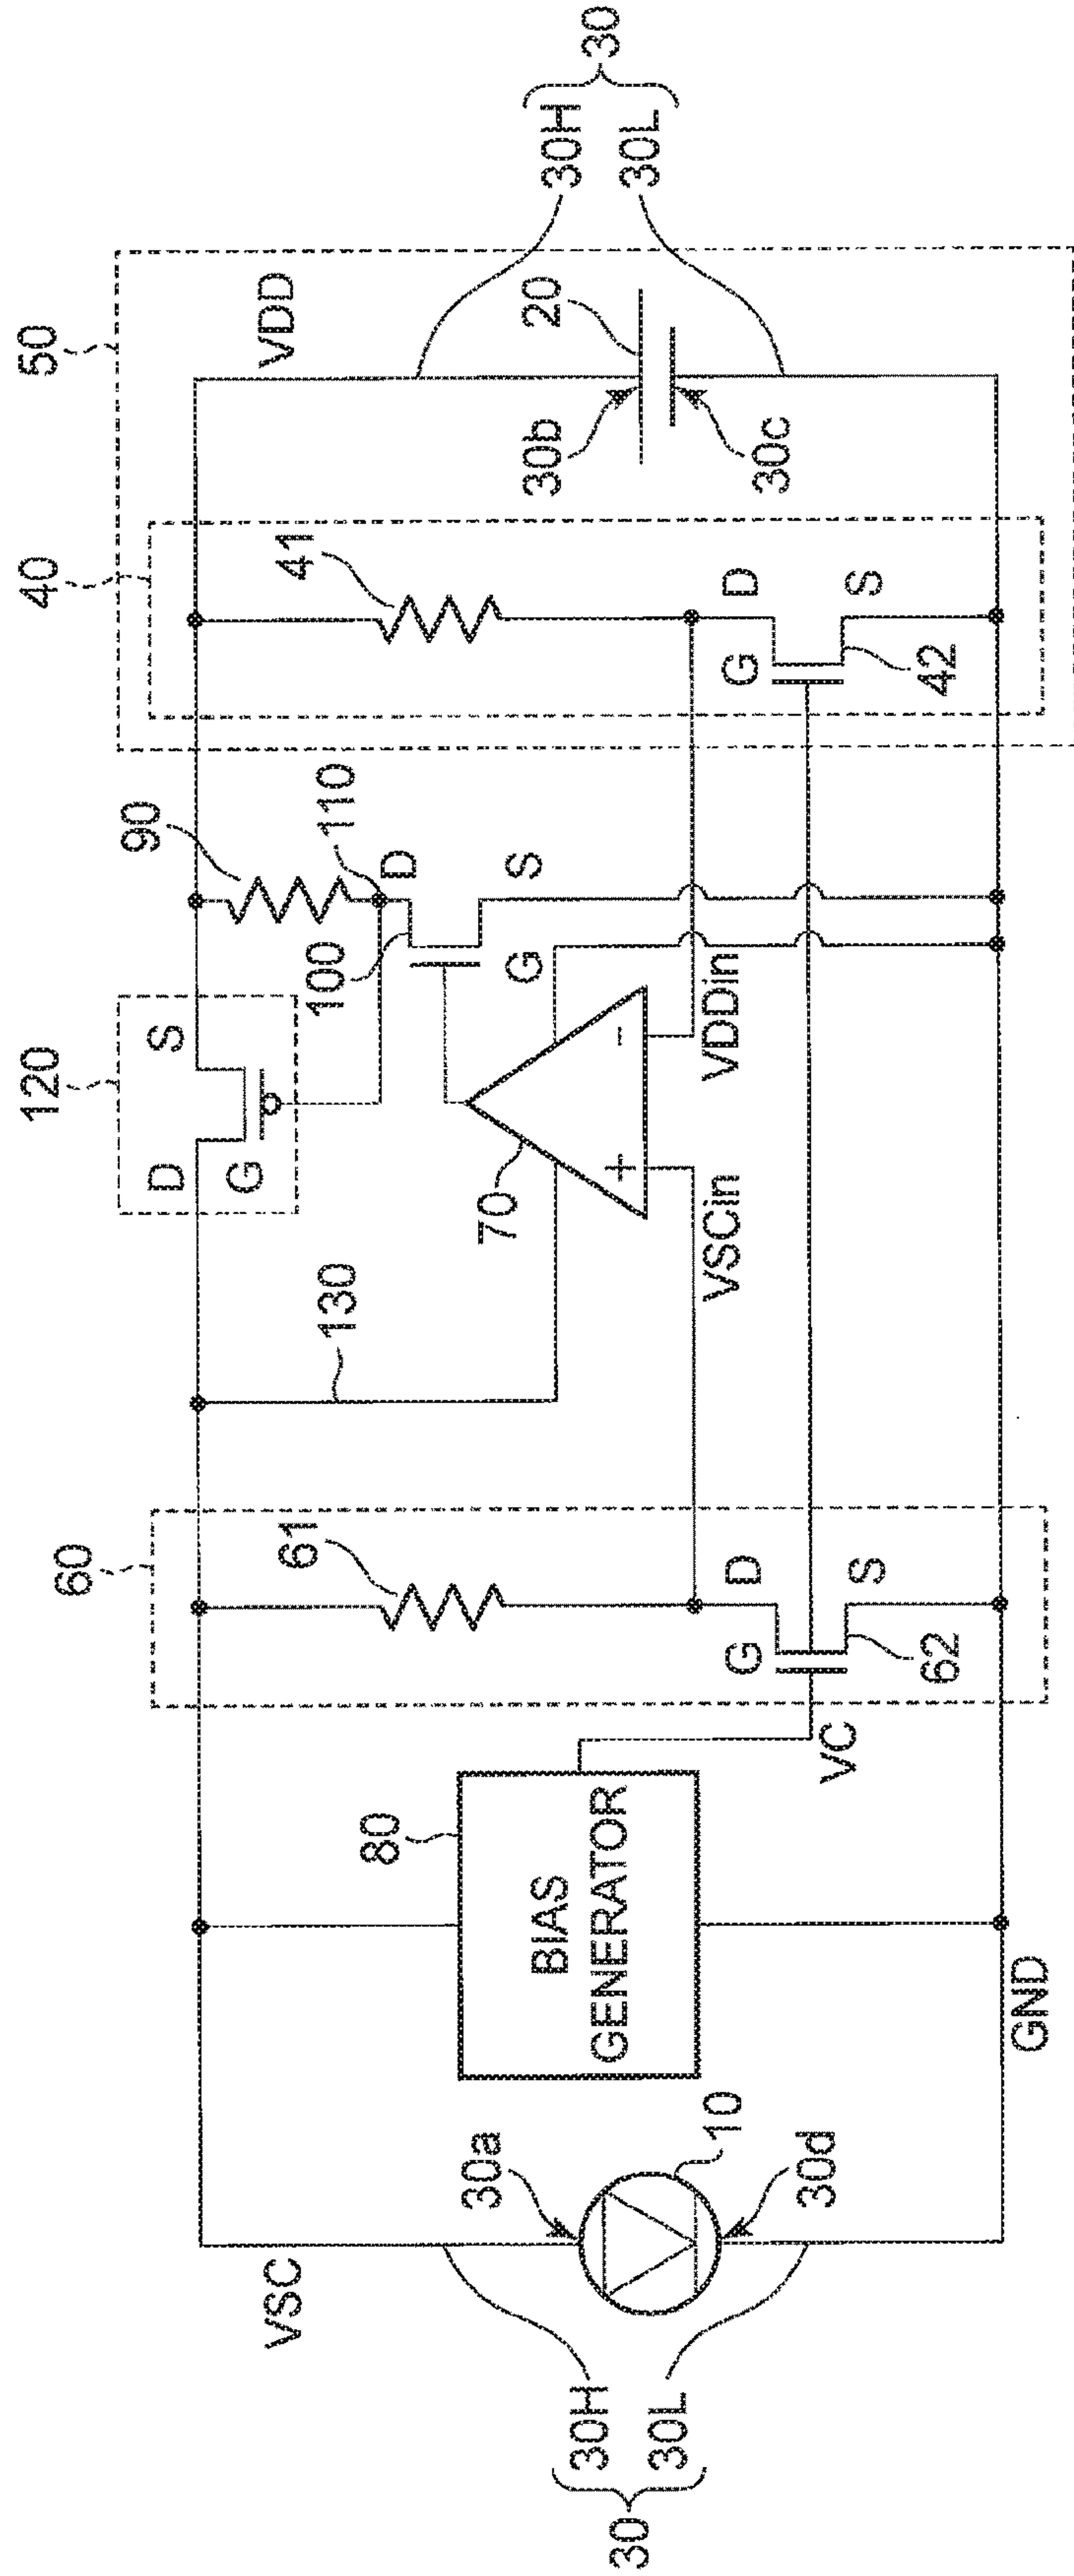 50
40
90
120
130
60
80
VDD
30H
30L
30
20
30b
30c
41
D
G
S
42
110
D
S
G
100
S
D
G
70
+
-
VDDin
VSCin
61
D
G
S
62
VC
BIAS
GENERATOR
GND
VSC
30a
10
30d
30H
30L
30